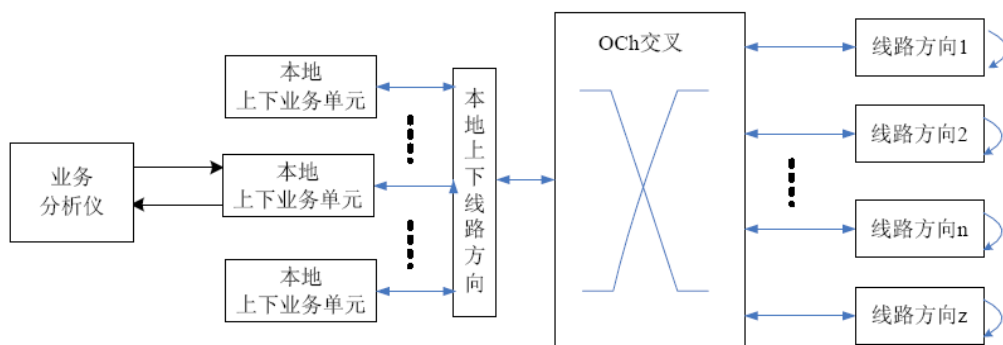 业务
分析仪
本地
上下业务单元
本地
上下业务单元
本地
上下业务单元
本地上下线路方向
OCh交叉
线路方向1
线路方向2
线路方向n
线路方向z